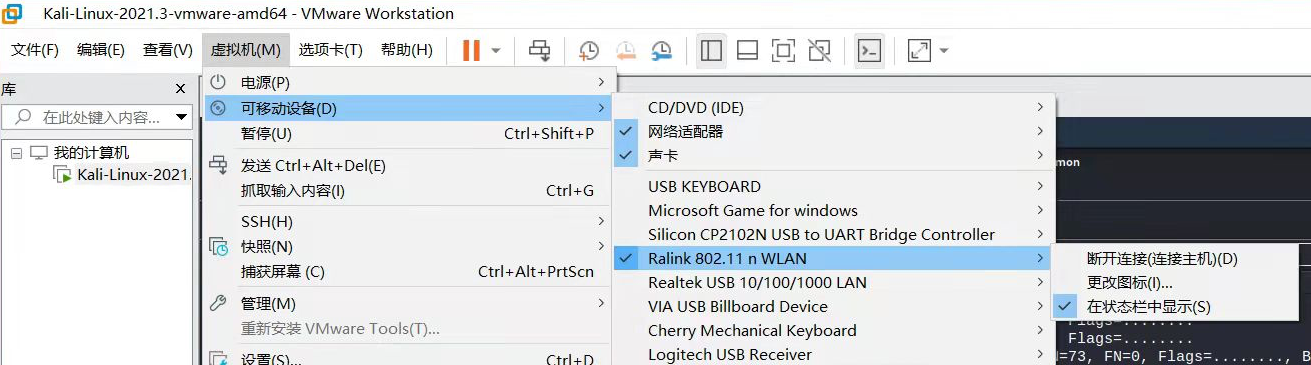 Kali-Linux-2021.3-vmware-amd64 - VMware Workstation
文件(F) 编辑(E) 查看(V) 虚拟机(M) 选项卡(T) 帮助(H)
库
在此处键入内容...
我的计算机
Kali-Linux-2021.
电源(P)
可移动设备(D)
暂停(U) Ctrl+Shift+P
发送 Ctrl+Alt+Del(E)
抓取输入内容(I) Ctrl+G
SSH(H)
快照(N)
捕获屏幕 (C) Ctrl+Alt+PrtScn
管理(M)
重新安装 VMware Tools(T)...
设置(S)... Ctrl+D
CD/DVD (IDE)
网络适配器
声卡
USB KEYBOARD
Microsoft Game for windows
Silicon CP2102N USB to UART Bridge Controller
Ralink 802.11 n WLAN
Realtek USB 10/100/1000 LAN
VIA USB Billboard Device
Cherry Mechanical Keyboard
Logitech USB Receiver
断开连接(连接主机)(D)
更改图标(I)...
在状态栏中显示(S)
mon
Flags=........
Flags=........
N=73, FN=0, Flags=........, B